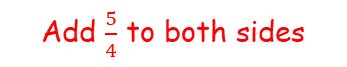 Add 5/4 to both sides